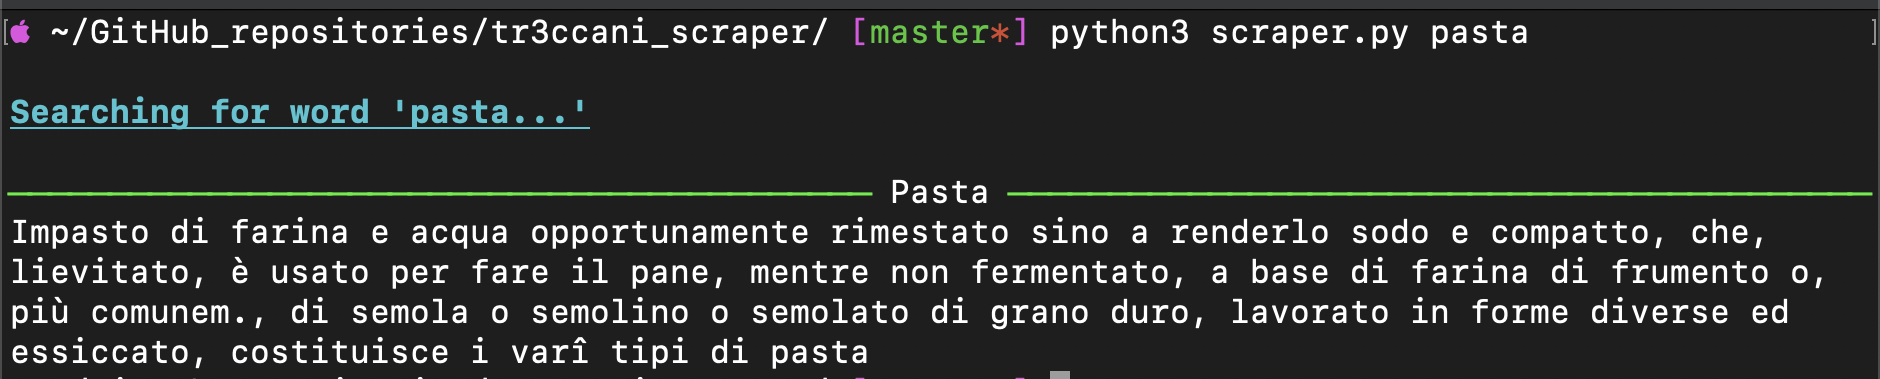 ~/GitHub_repositories/tr3ccani_scraper/ [master*] python3 scraper.py pasta
Searching for word 'pasta...'
Pasta
Impasto di farina e acqua opportunamente rimestato sino a renderlo sodo e compatto, che,
lievitato, è usato per fare il pane, mentre non fermentato, a base di farina di frumento o,
più comunem., di semola o semolino o semolato di grano duro, lavorato in forme diverse ed
essiccato, costituisce i varî tipi di pasta